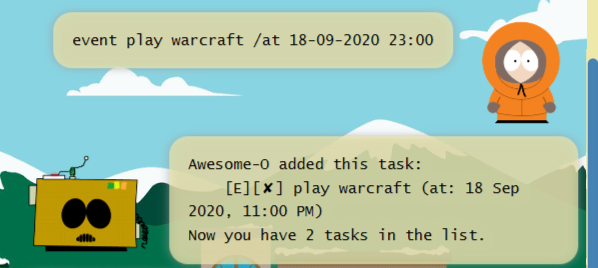 event play warcraft /at 18-09-2020 23:00
Awesome-O added this task:
[E][✘] play warcraft (at: 18 Sep
2020, 11:00 PM)
Now you have 2 tasks in the list.